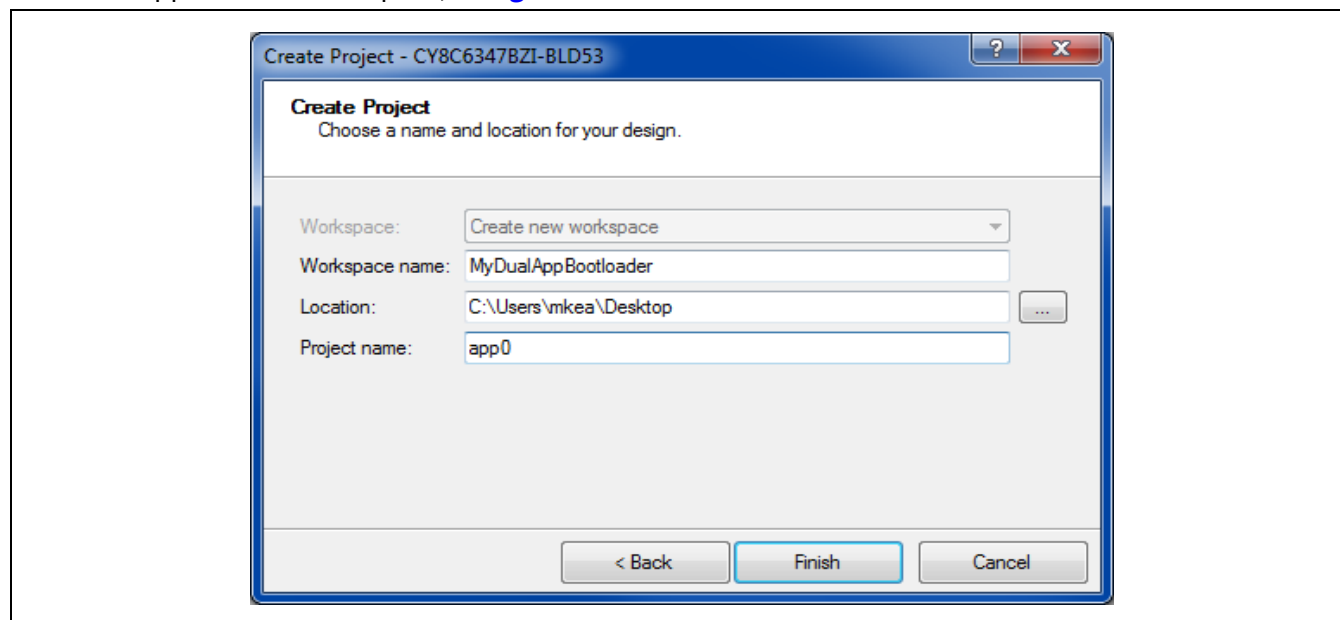 Create Project - CY8C6347BZI-BLD53
?
X
Create Project
Choose a name and location for your design.
Workspace: Create new workspace
Workspace name: MyDualAppBootloader
Location: C:\Users\mkea\Desktop ...
Project name: app0
< Back Finish Cancel